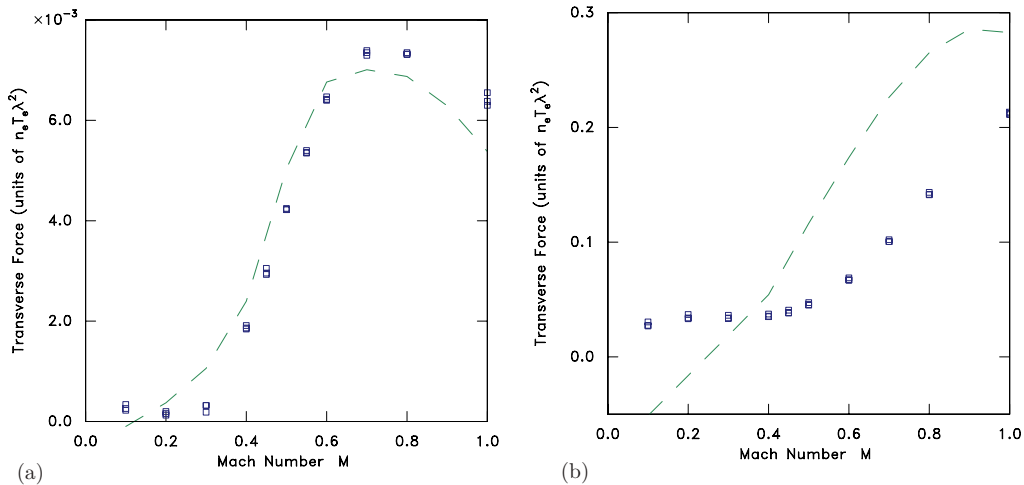 ×10⁻³
6.0
4.0
2.0
0.0
Transverse Force (units of nₑTₑλ²)
0.0 0.2 0.4 0.6 0.8 1.0
Mach Number M
(a)
0.3
0.2
0.1
0.0
Transverse Force (units of nₑTₑλ²)
0.0 0.2 0.4 0.6 0.8 1.0
Mach Number M
(b)